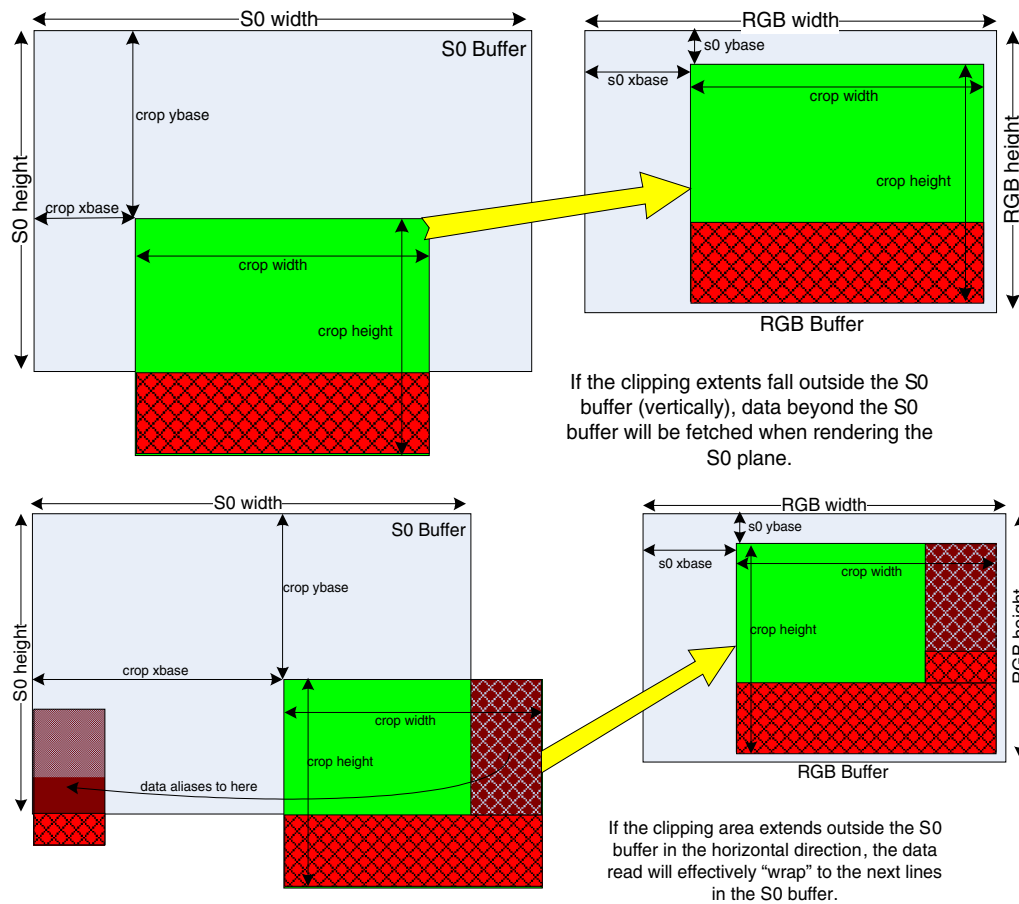 S0 width
S0 Buffer
crop ybase
S0 height
crop xbase
crop width
crop height
RGB width
s0 ybase
s0 xbase
crop width
crop height
RGB height
RGB Buffer
If the clipping extents fall outside the S0
buffer (vertically), data beyond the S0
buffer will be fetched when rendering the
S0 plane.
S0 width
S0 Buffer
crop ybase
S0 height
crop xbase
crop width
crop height
data aliases to here
RGB width
s0 ybase
s0 xbase
crop width
crop height
RGB height
RGB Buffer
If the clipping area extends outside the S0
buffer in the horizontal direction, the data
read will effectively “wrap” to the next lines
in the S0 buffer.